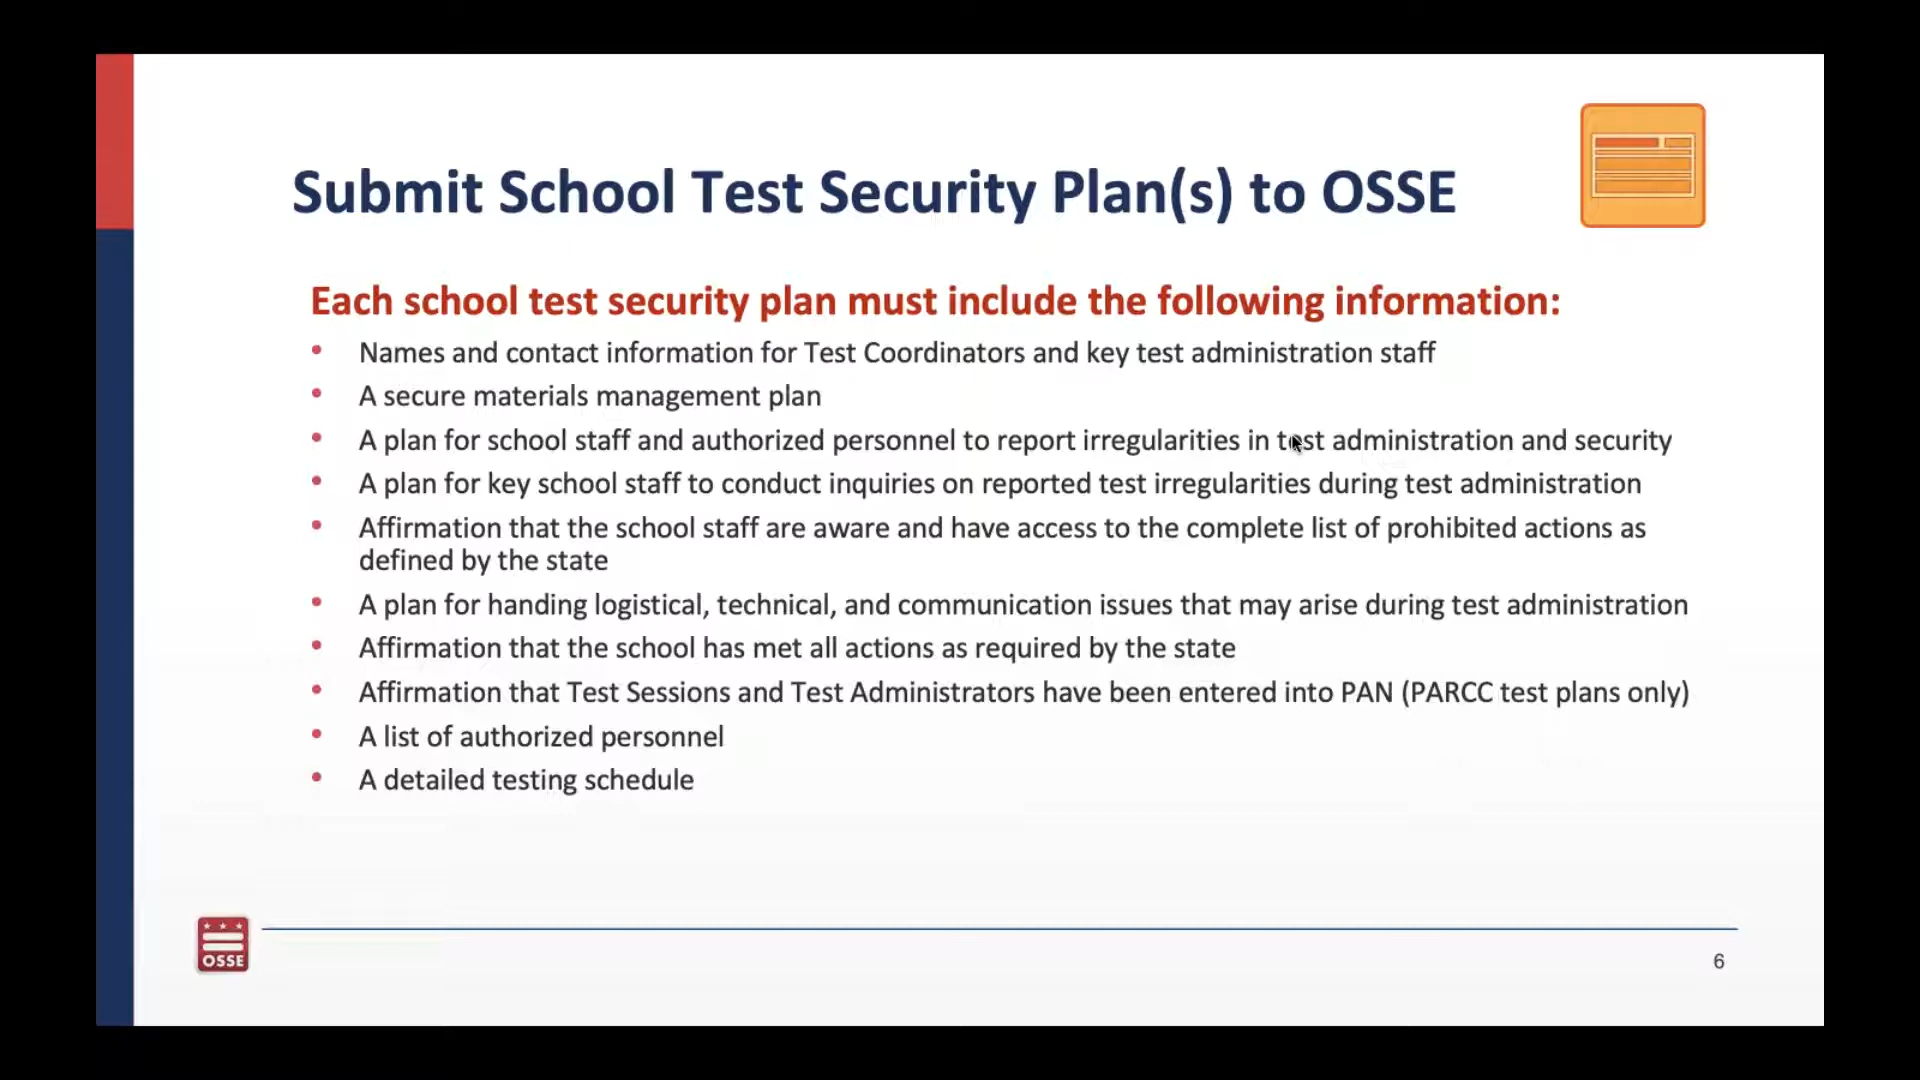 Submit School Test Security Plan(s) to OSSE
Each school test security plan must include the following information:
• Names and contact information for Test Coordinators and key test administration staff
• A secure materials management plan
• A plan for school staff and authorized personnel to report irregularities in test administration and security
• A plan for key school staff to conduct inquiries on reported test irregularities during test administration
• Affirmation that the school staff are aware and have access to the complete list of prohibited actions as
defined by the state
• A plan for handing logistical, technical, and communication issues that may arise during test administration
• Affirmation that the school has met all actions as required by the state
• Affirmation that Test Sessions and Test Administrators have been entered into PAN (PARCC test plans only)
• A list of authorized personnel
• A detailed testing schedule
OSSE
6